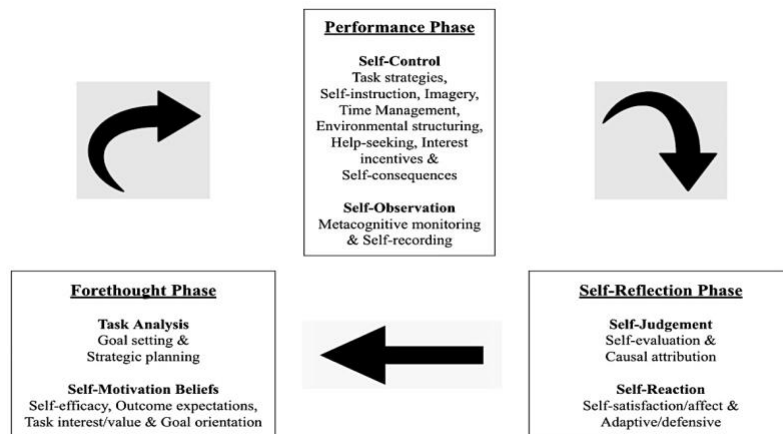 Performance Phase
Self-Control
Task strategies,
Self-instruction, Imagery,
Time Management,
Environmental structuring,
Help-seeking, Interest
incentives &
Self-consequences
Self-Observation
Metacognitive monitoring
& Self-recording
Forethought Phase
Task Analysis
Goal setting &
Strategic planning
Self-Motivation Beliefs
Self-efficacy, Outcome expectations,
Task interest/value & Goal orientation
Self-Reflection Phase
Self-Judgement
Self-evaluation &
Causal attribution
Self-Reaction
Self-satisfaction/affect &
Adaptive/defensive